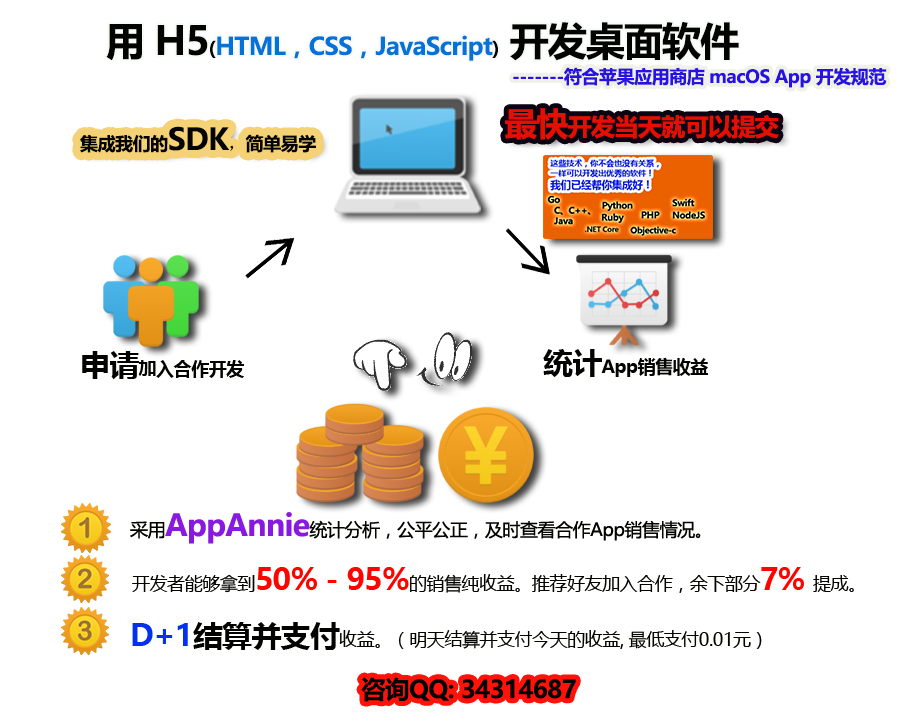 用 H5(HTML，CSS，JavaScript) 开发桌面软件
-------符合苹果应用商店 macOS App 开发规范
集成我们的SDK，简单易学
最快开发当天就可以提交
这些技术，你不会也没有关系，
一样可以开发出优秀的软件！
我们已经帮你集成好！
Go
C、C++、
Java
Python
Ruby
.NET Core
PHP
Objective-c
Swift
NodeJS
申请加入合作开发
统计App销售收益
¥
1 采用AppAnnie统计分析，公平公正，及时查看合作App销售情况。
2 开发者能够拿到50% - 95%的销售纯收益。推荐好友加入合作，余下部分7% 提成。
3 D+1结算并支付收益。（明天结算并支付今天的收益, 最低支付0.01元）
咨询QQ: 34314687